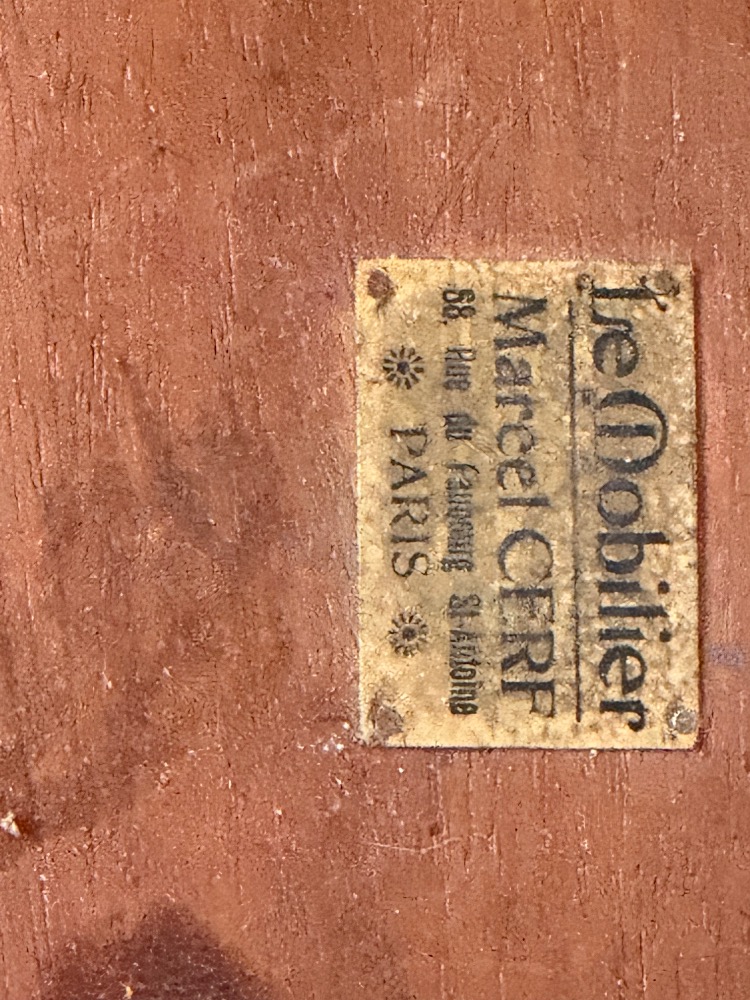 Le Mobilier
Marcel CERF
68, Rue du Faubourg St-Antoine
PARIS